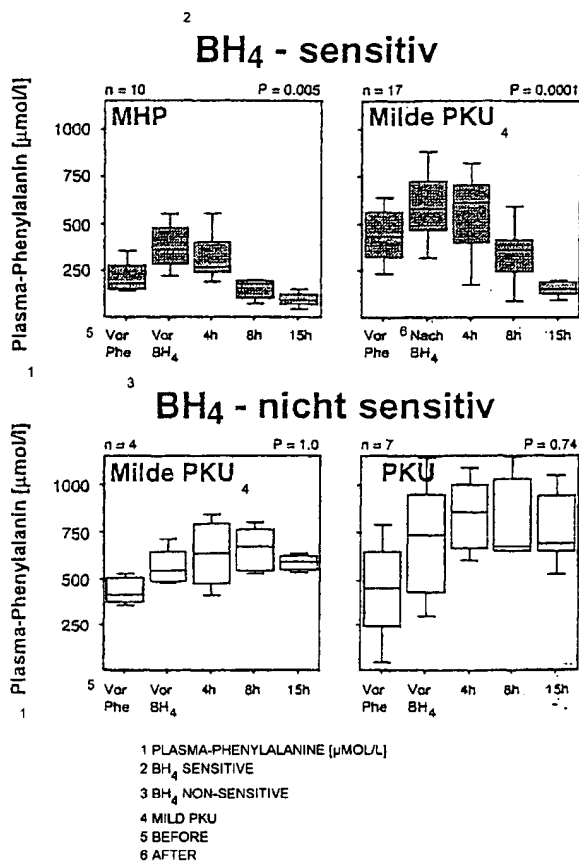 2
BH4 - sensitiv
n = 10 P = 0.005 n = 17 P = 0.0001
MHP Milde PKU 4
Plasma-Phenylalanin [µmol/l]
1000
750
500
250
5 Vor Phe Vor BH4 4h 8h 15h Vor Phe 6 Nach BH4 4h 8h 15h
1
3
BH4 - nicht sensitiv
n = 4 P = 1.0 n = 7 P = 0.74
Milde PKU 4 PKU
Plasma-Phenylalanin [µmol/l]
1000
750
500
250
5 Vor Phe Vor BH4 4h 8h 15h Vor Phe Vor BH4 4h 8h 15h
1
1 PLASMA-PHENYLALANINE [µMOL/L]
2 BH4 SENSITIVE
3 BH4 NON-SENSITIVE
4 MILD PKU
5 BEFORE
6 AFTER